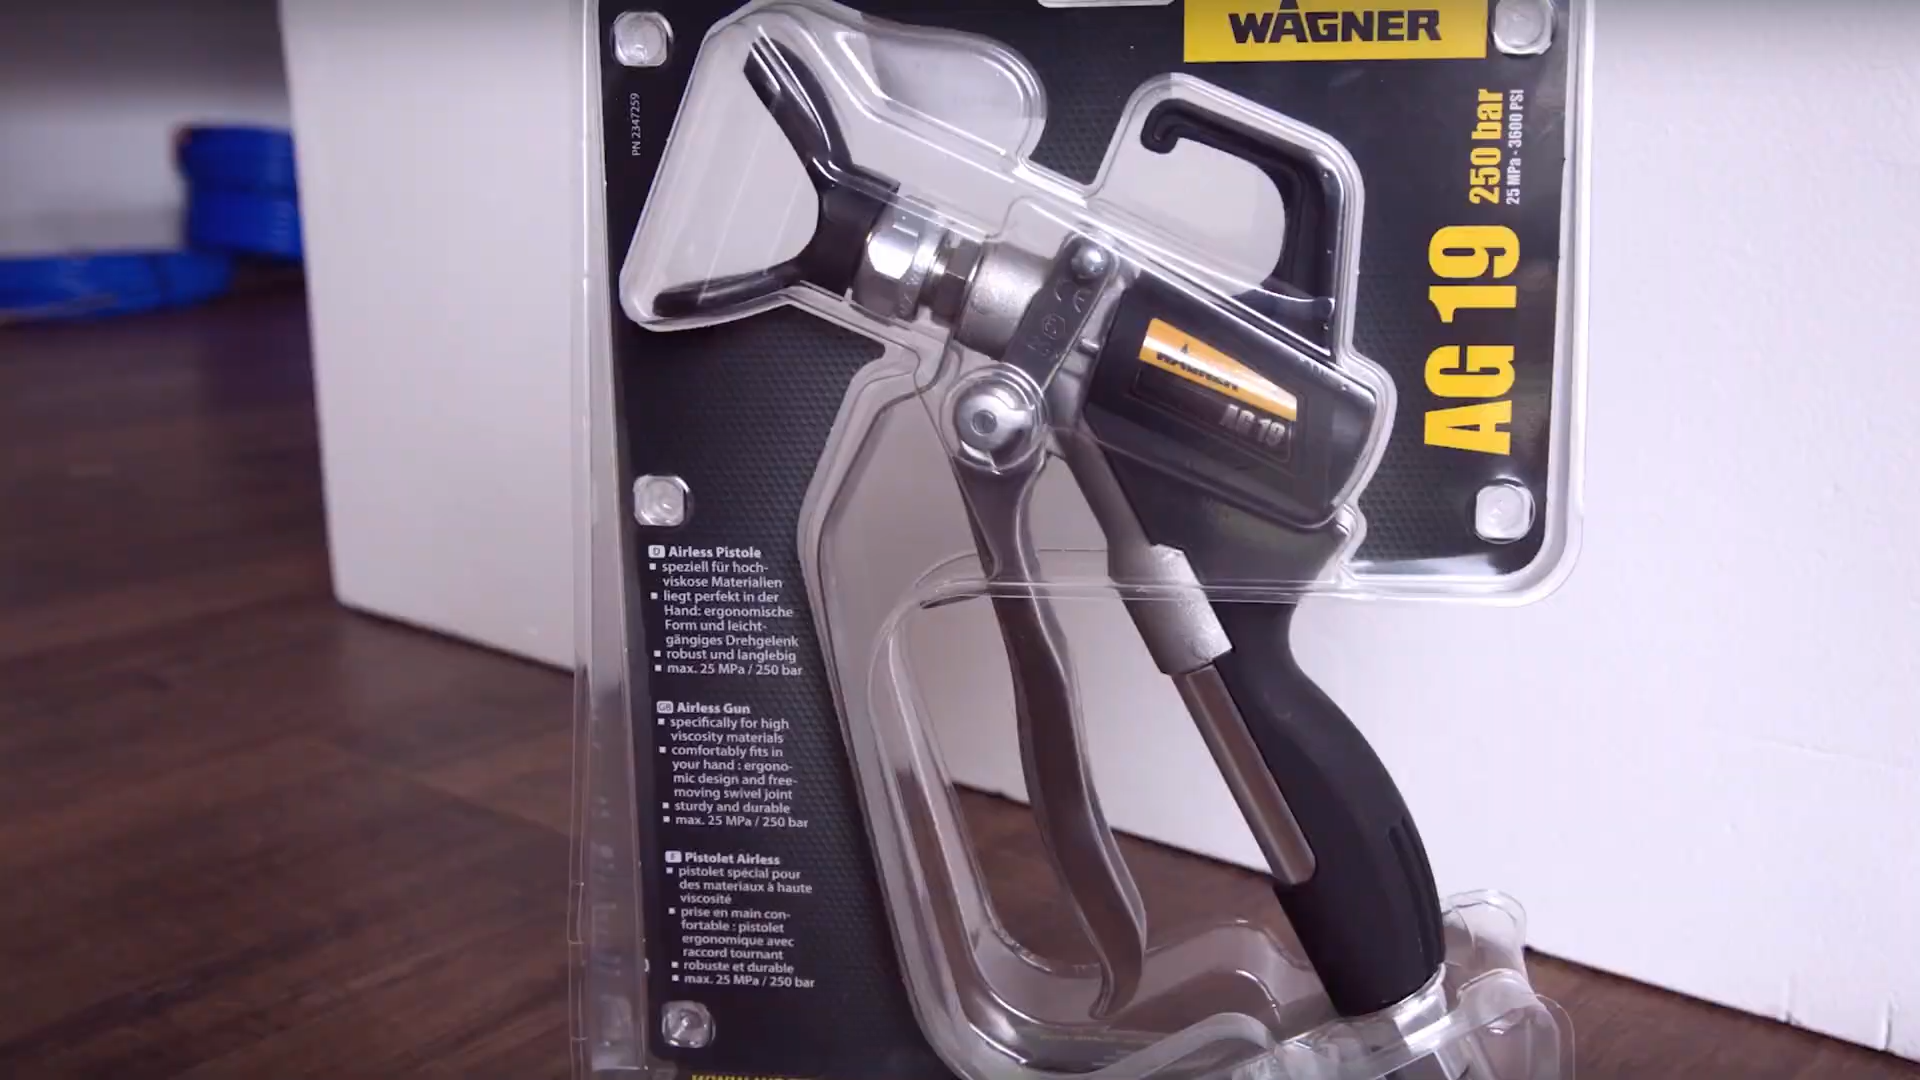 WAGNER
PN 2347259
250 bar
25 MPa - 3600 PSI
AG 19
WAGNER
AG 19
D Airless Pistole
▪ speziell für hoch-
viskose Materialien
▪ liegt perfekt in der
Hand: ergonomische
Form und leicht-
gängiges Drehgelenk
▪ robust und langlebig
▪ max. 25 MPa / 250 bar
GB Airless Gun
▪ specifically for high
viscosity materials
▪ comfortably fits in
your hand : ergono-
mic design and free-
moving swivel joint
▪ sturdy and durable
▪ max. 25 MPa / 250 bar
F Pistolet Airless
▪ pistolet spécial pour
des materiaux à haute
viscosité
▪ prise en main con-
fortable : pistolet
ergonomique avec
raccord tournant
▪ robuste et durable
▪ max. 25 MPa / 250 bar